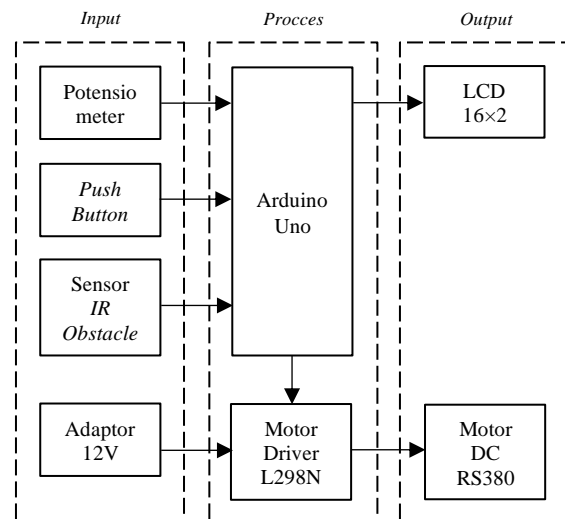 Input
Procces
Output
Potensio
meter
LCD
16×2
Push
Button
Arduino
Uno
Sensor
IR
Obstacle
Adaptor
12V
Motor
Driver
L298N
Motor
DC
RS380